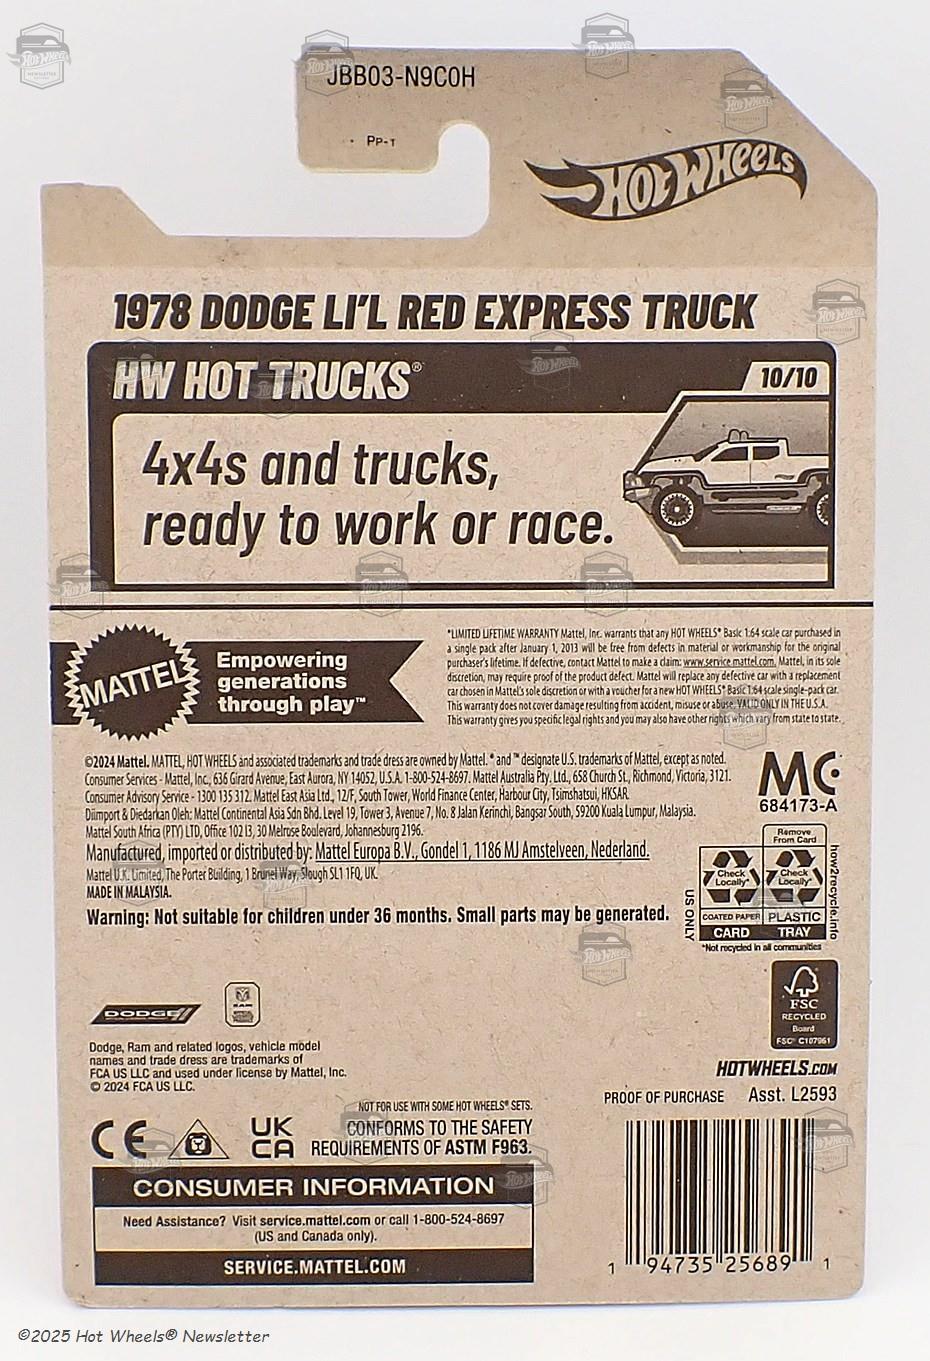 JBB03-N9C0H
PP-T
HOT WHEELS
1978 DODGE LI'L RED EXPRESS TRUCK
HW HOT TRUCKS®
10/10
4x4s and trucks,
ready to work or race.
MATTEL
Empowering
generations
through play™
*LIMITED LIFETIME WARRANTY Mattel, Inc. warrants that any HOT WHEELS® Basic 1:64 scale car purchased in
a single pack after January 1, 2013 will be free from defects in material or workmanship for the original
purchaser's lifetime. If defective, contact Mattel to make a claim: www.service.mattel.com. Mattel, in its sole
discretion, may require proof of the product defect. Mattel will replace any defective car with a replacement
car chosen in Mattel's sole discretion or with a voucher for a new HOT WHEELS® Basic 1:64 scale single-pack car.
This warranty does not cover damage resulting from accident, misuse or abuse. VALID ONLY IN THE U.S.A.
This warranty gives you specific legal rights and you may also have other rights which vary from state to state.
©2024 Mattel. MATTEL, HOT WHEELS and associated trademarks and trade dress are owned by Mattel. ® and ™ designate U.S. trademarks of Mattel, except as noted.
Consumer Services - Mattel, Inc., 636 Girard Avenue, East Aurora, NY 14052, U.S.A. 1-800-524-8697. Mattel Australia Pty. Ltd., 658 Church St., Richmond, Victoria, 3121.
Consumer Advisory Service - 1300 135 312. Mattel East Asia Ltd., 12/F, South Tower, World Finance Center, Harbour City, Tsimshatsui, HKSAR.
Diimport & Diedarkan Oleh: Mattel Continental Asia Sdn Bhd. Level 19, Tower 3, Avenue 7, No. 8 Jalan Kerinchi, Bangsar South, 59200 Kuala Lumpur, Malaysia.
Mattel South Africa (PTY) LTD, Office 102 I3, 30 Melrose Boulevard, Johannesburg 2196.
Manufactured, imported or distributed by: Mattel Europa B.V., Gondel 1, 1186 MJ Amstelveen, Nederland.
Mattel U.K. Limited, The Porter Building, 1 Brunel Way, Slough SL1 1FQ, UK.
MADE IN MALAYSIA.
Warning: Not suitable for children under 36 months. Small parts may be generated.
MC
684173-A
Remove
From Card
Check
Locally*
Check
Locally*
COATED PAPER
PLASTIC
CARD
TRAY
US ONLY
how2recycle.info
*Not recycled in all communities
FSC
RECYCLED
Board
FSC® C107961
DODGE
RAM
Dodge, Ram and related logos, vehicle model
names and trade dress are trademarks of
FCA US LLC and used under license by Mattel, Inc.
© 2024 FCA US LLC.
HOTWHEELS.COM
PROOF OF PURCHASE
Asst. L2593
NOT FOR USE WITH SOME HOT WHEELS® SETS.
CE
UK
CA
CONFORMS TO THE SAFETY
REQUIREMENTS OF ASTM F963.
CONSUMER INFORMATION
Need Assistance? Visit service.mattel.com or call 1-800-524-8697
(US and Canada only).
SERVICE.MATTEL.COM
1 94735 25689 1
©2025 Hot Wheels® Newsletter